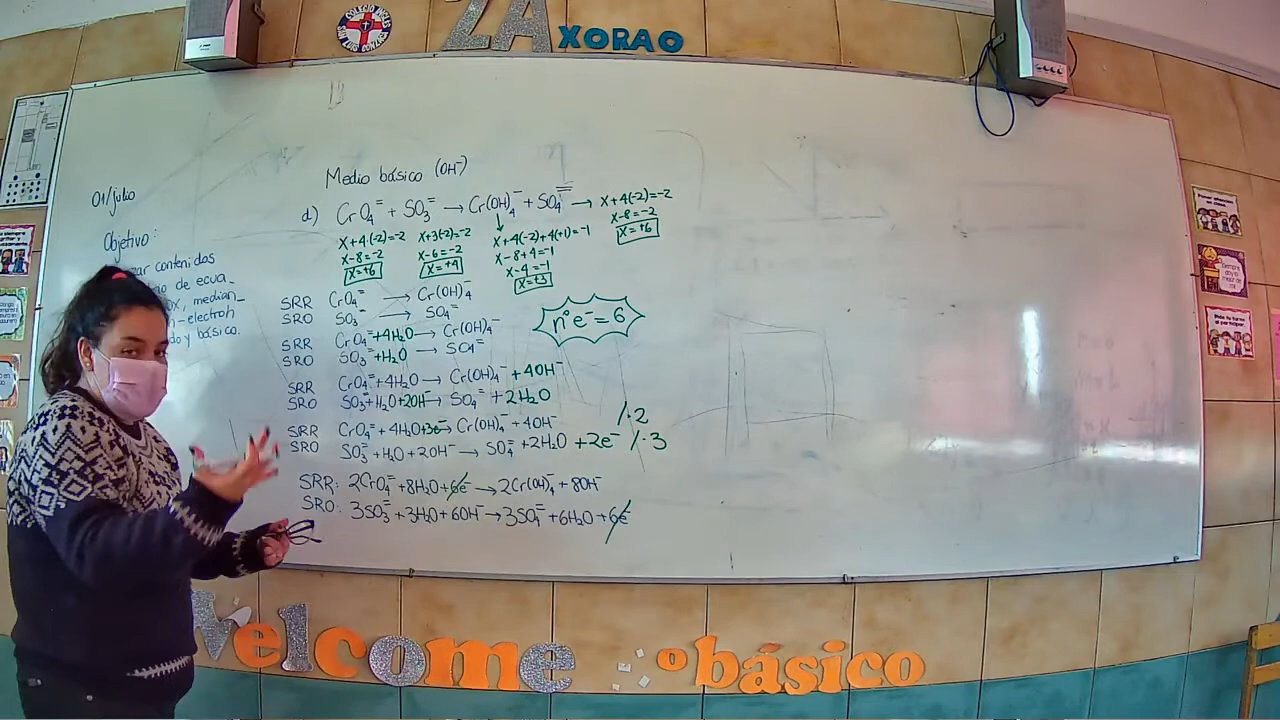 COLEGIO INGLÉS
ZA XORAO
01/julio
Objetivo:
contenidos
de ecua_
median_
-electroh
y básico.
Medio básico (OH⁻)
d) CrO₄⁼ + SO₃⁼ → Cr(OH)₄⁻ + SO₄⁼ → x+4(-2)=-2
x-8=-2
x=+6
x+4(-2)=-2 x+3(-2)=-2 x+4(-2)+4(+1)=-1
x-8=-2 x-6=-2 x-8+4=-1
x=+6 x=+4 x-4=-1
x=+3
SRR CrO₄⁼ → Cr(OH)₄⁻
SRO SO₃⁼ → SO₄⁼
n°e⁻=6
SRR CrO₄⁼+4H₂O → Cr(OH)₄⁻
SRO SO₃⁼+H₂O → SO₄⁼
SRR CrO₄⁼+4H₂O → Cr(OH)₄⁻ +4OH⁻
SRO SO₃⁼+H₂O+2OH⁻ → SO₄⁼ +2H₂O
SRR CrO₄⁼+4H₂O+3e⁻ → Cr(OH)₄⁻ +4OH⁻ /·2
SRO SO₃⁼+H₂O+2OH⁻ → SO₄⁼+2H₂O +2e⁻ /·3
SRR: 2CrO₄⁼+8H₂O+6e⁻ → 2Cr(OH)₄⁻+8OH⁻
SRO: 3SO₃⁼+3H₂O+6OH⁻ → 3SO₄⁼+6H₂O+6e⁻
Welcome °básico